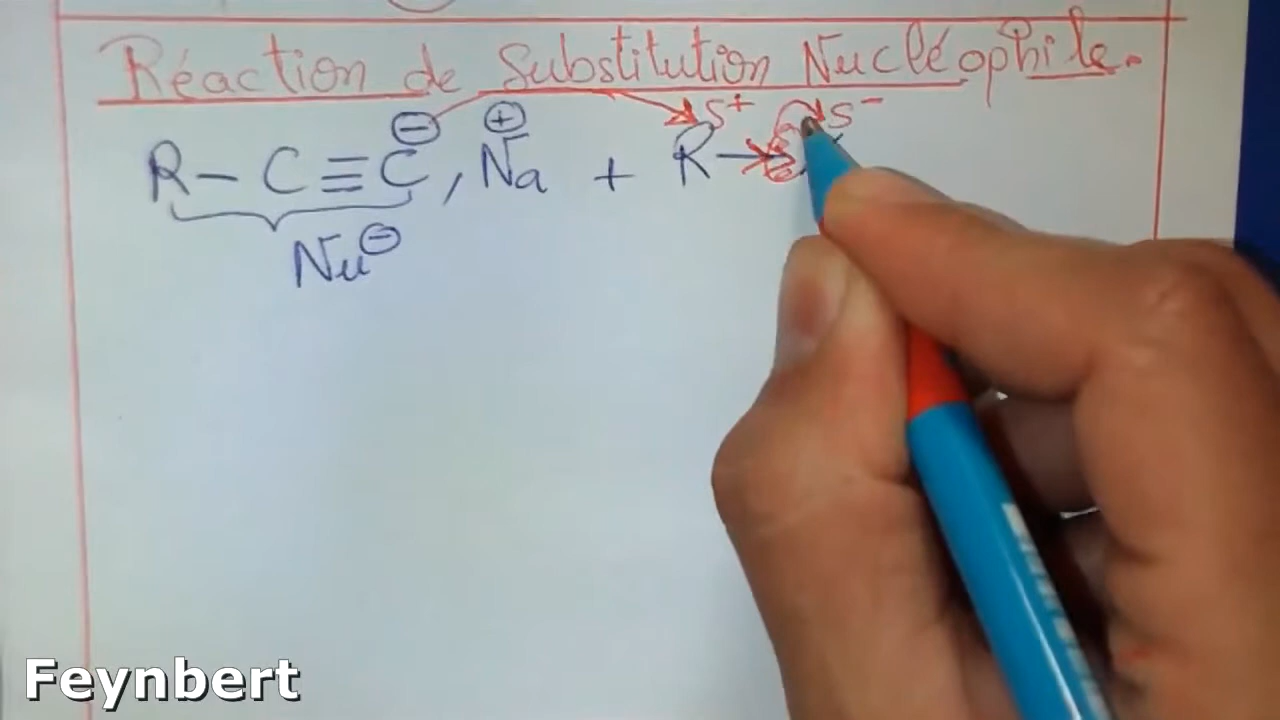 Réaction de Substitution Nucléophile.
⊖ ⊕ δ+ δ-
R - C ≡ C , Na + R →
Nu⊖
Feynbert